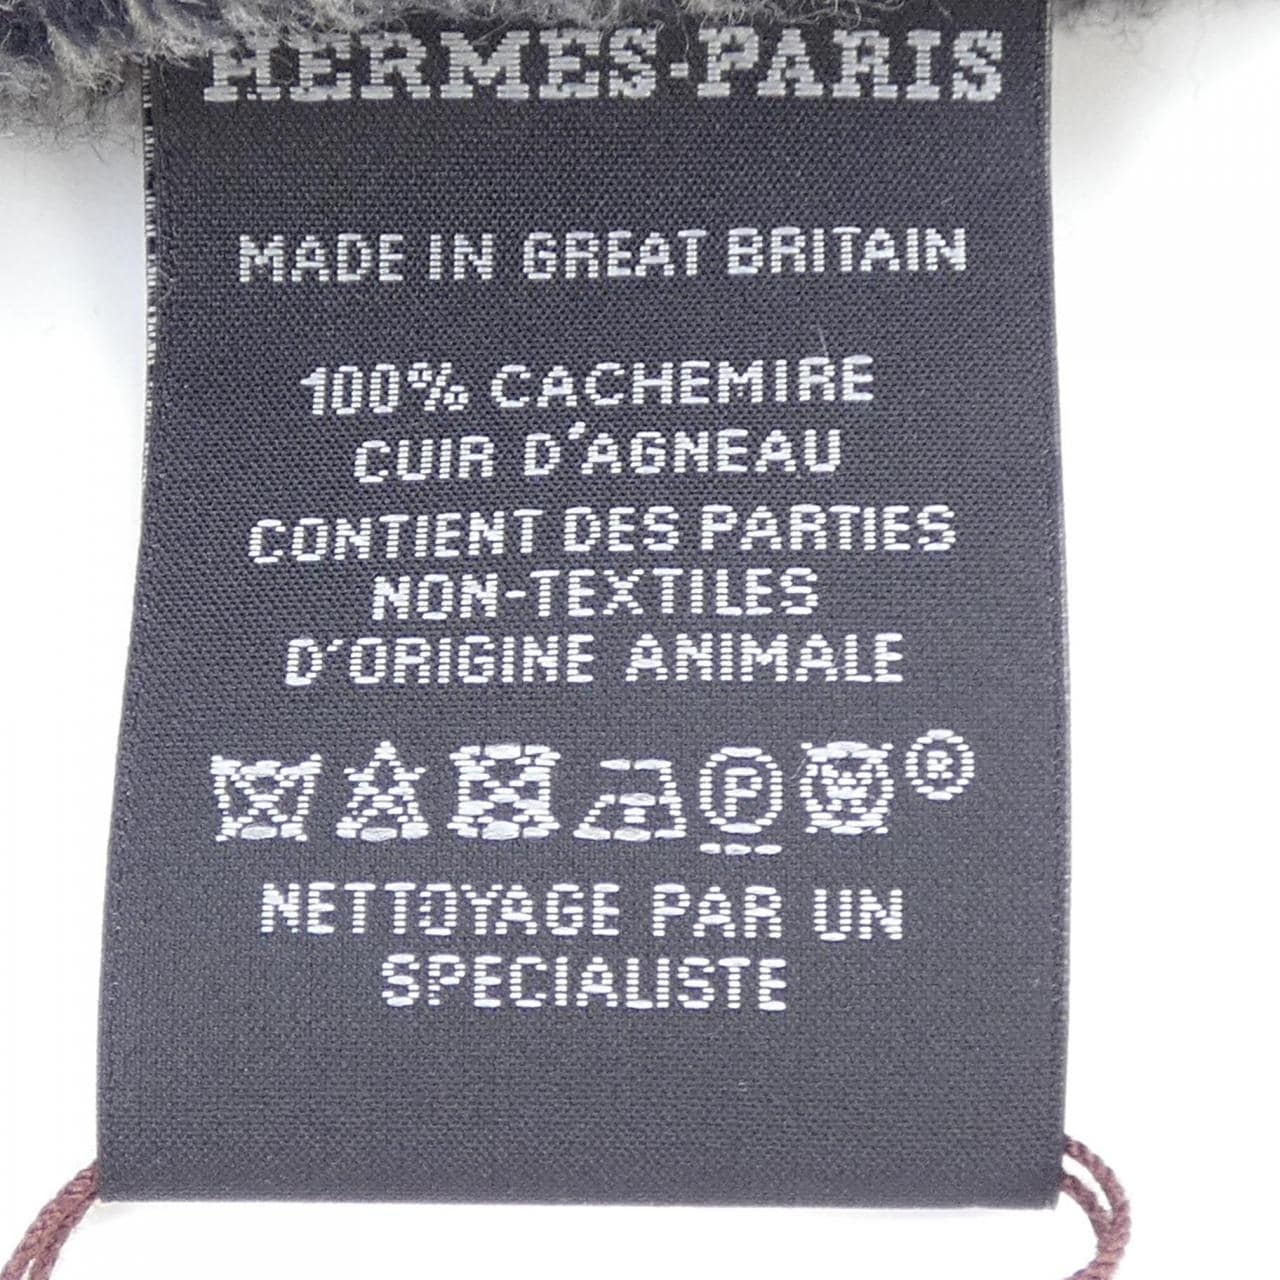 HERMES-PARIS
MADE IN GREAT BRITAIN
100% CACHEMIRE
CUIR D'AGNEAU
CONTIENT DES PARTIES
NON-TEXTILES
D'ORIGINE ANIMALE
P ®
NETTOYAGE PAR UN
SPECIALISTE